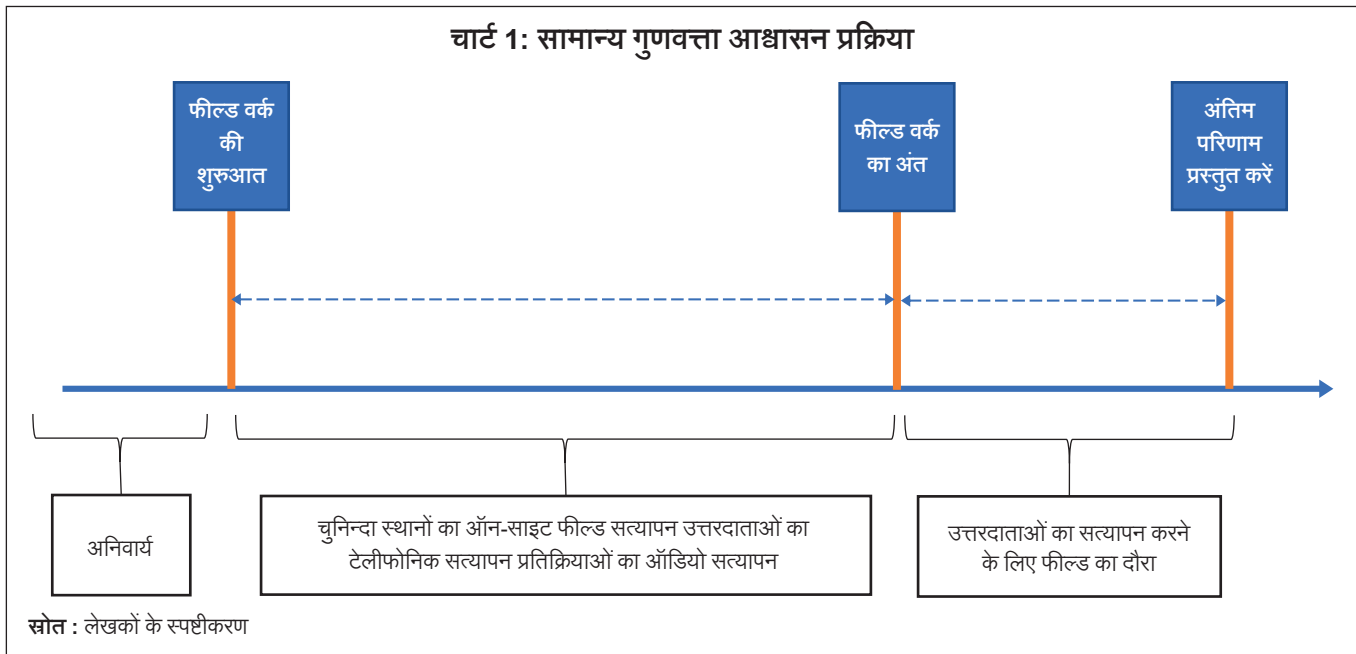 चार्ट 1: सामान्य गुणवत्ता आश्वासन प्रक्रिया
फील्ड वर्क
की
शुरुआत
फील्ड वर्क
का अंत
अंतिम
परिणाम
प्रस्तुत करें
अनिवार्य
चुनिन्दा स्थानों का ऑन-साइट फील्ड सत्यापन उत्तरदाताओं का
टेलीफोनिक सत्यापन प्रतिक्रियाओं का ऑडियो सत्यापन
उत्तरदाताओं का सत्यापन करने
के लिए फील्ड का दौरा
स्रोत : लेखकों के स्पष्टीकरण